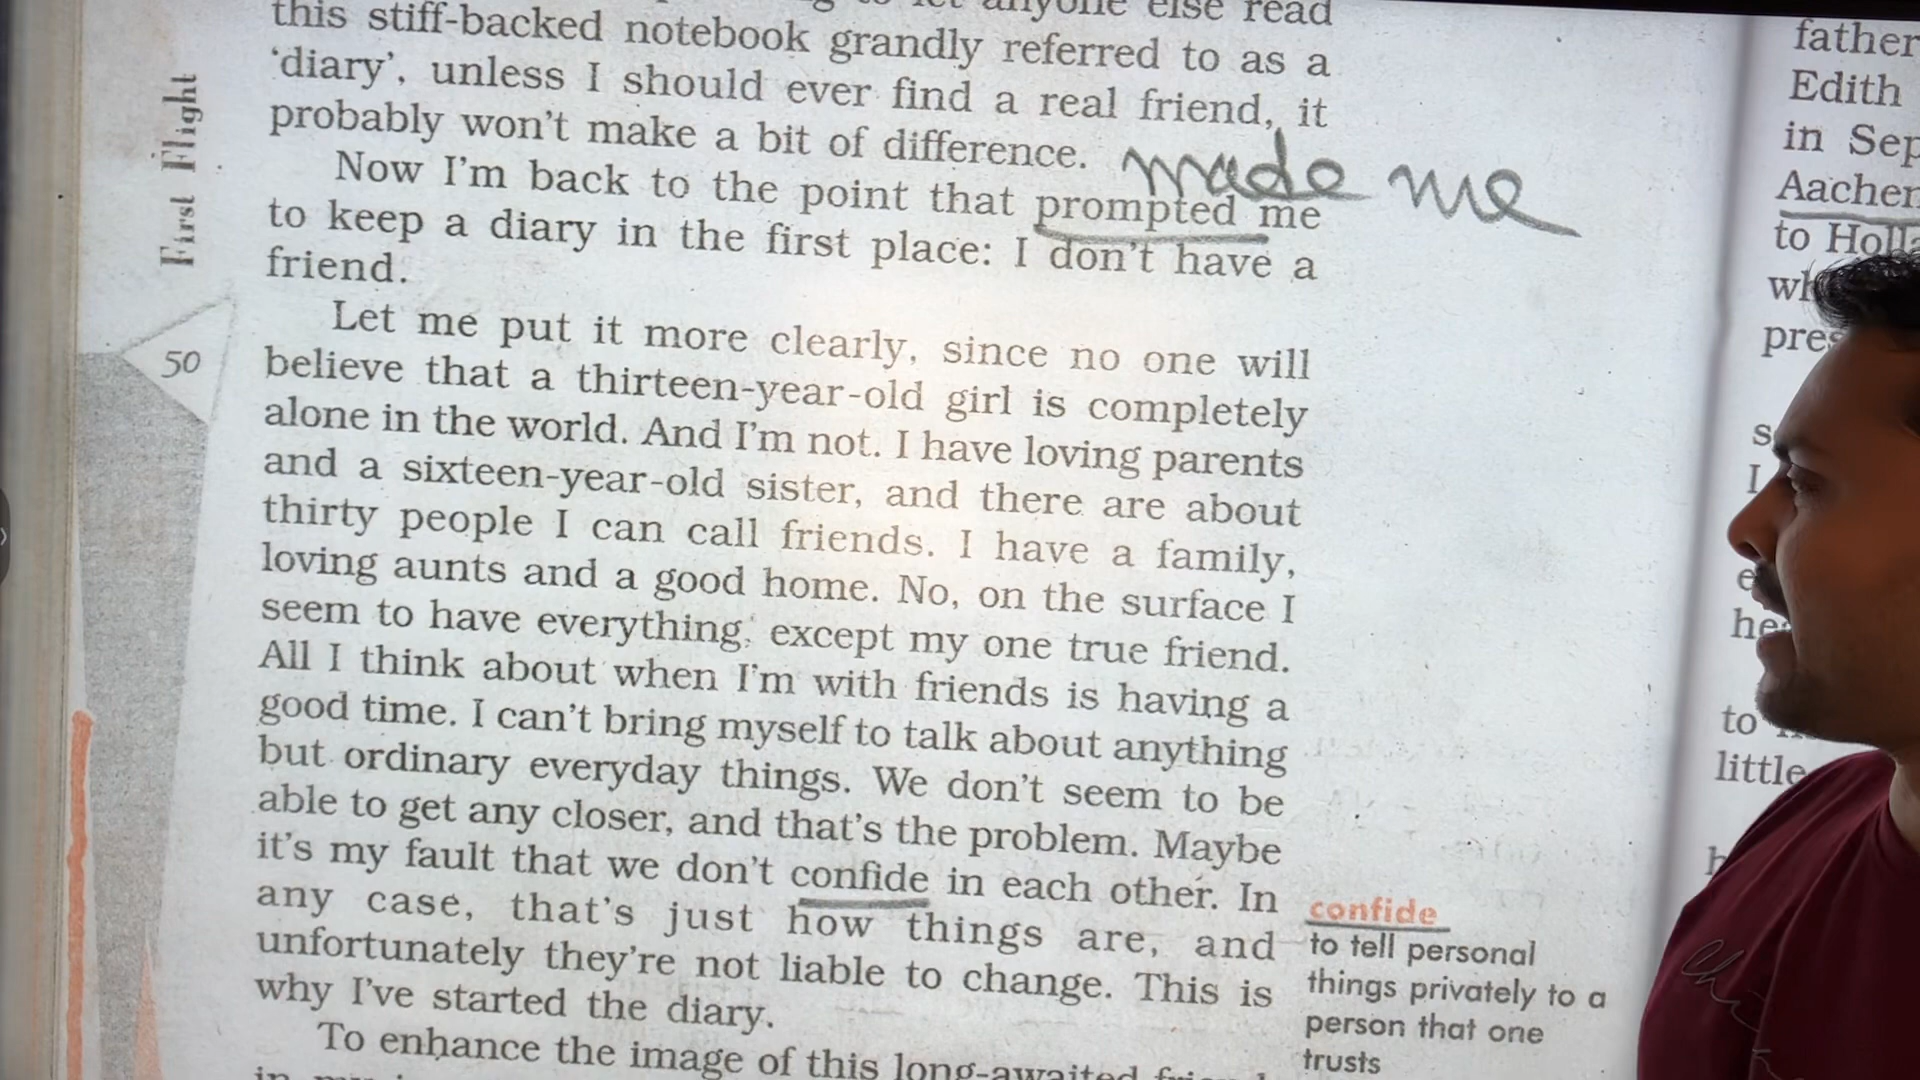 anyone else read
this stiff-backed notebook grandly referred to as a
‘diary’, unless I should ever find a real friend, it
probably won’t make a bit of difference.
made me
Now I’m back to the point that prompted me
to keep a diary in the first place: I don’t have a
friend.
Let me put it more clearly, since no one will
believe that a thirteen-year-old girl is completely
alone in the world. And I’m not. I have loving parents
and a sixteen-year-old sister, and there are about
thirty people I can call friends. I have a family,
loving aunts and a good home. No, on the surface I
seem to have everything, except my one true friend.
All I think about when I’m with friends is having a
good time. I can’t bring myself to talk about anything
but ordinary everyday things. We don’t seem to be
able to get any closer, and that’s the problem. Maybe
it’s my fault that we don’t confide in each other. In
any case, that’s just how things are, and
unfortunately they’re not liable to change. This is
why I’ve started the diary.
To enhance the image of this long-awaited
confide
to tell personal
things privately to a
person that one
trusts
First Flight
50
father
Edith
in
to
to
little